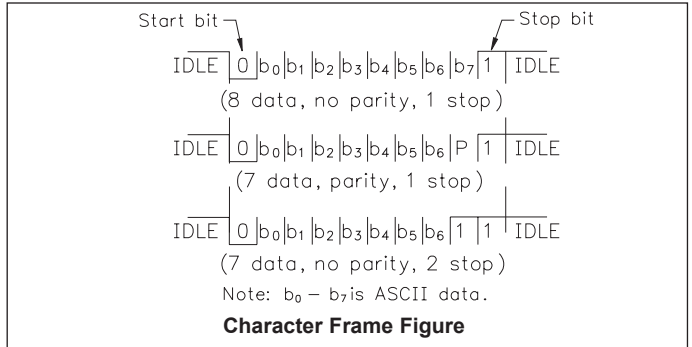 Start bit Stop bit
IDLE 0 b₀ b₁ b₂ b₃ b₄ b₅ b₆ b₇ 1 IDLE
(8 data, no parity, 1 stop)
IDLE 0 b₀ b₁ b₂ b₃ b₄ b₅ b₆ P 1 IDLE
(7 data, parity, 1 stop)
IDLE 0 b₀ b₁ b₂ b₃ b₄ b₅ b₆ 1 1 IDLE
(7 data, no parity, 2 stop)
Note: b₀ – b₇ is ASCII data.
Character Frame Figure